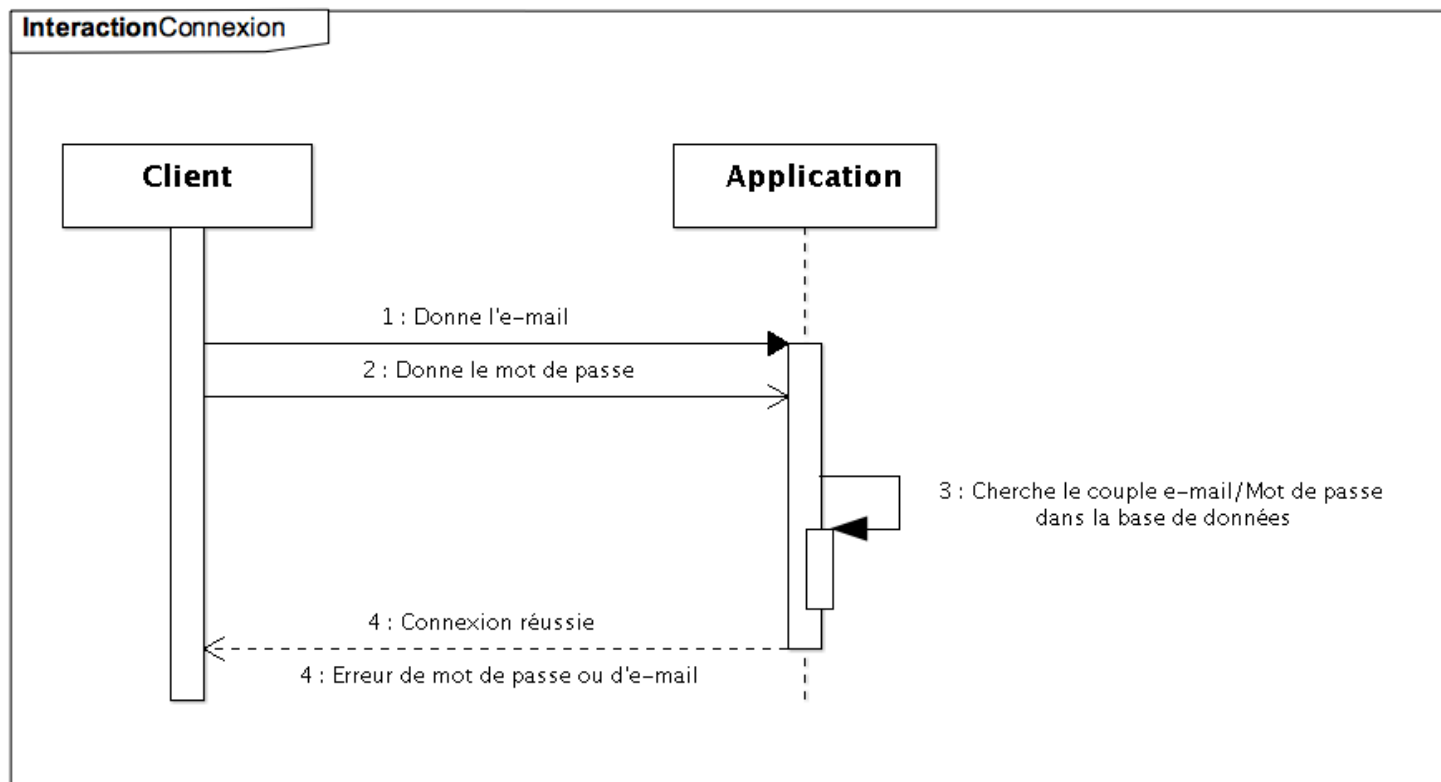 InteractionConnexion
Client
Application
1 : Donne l'e-mail
2 : Donne le mot de passe
3 : Cherche le couple e-mail/Mot de passe
dans la base de données
4 : Connexion réussie
4 : Erreur de mot de passe ou d'e-mail